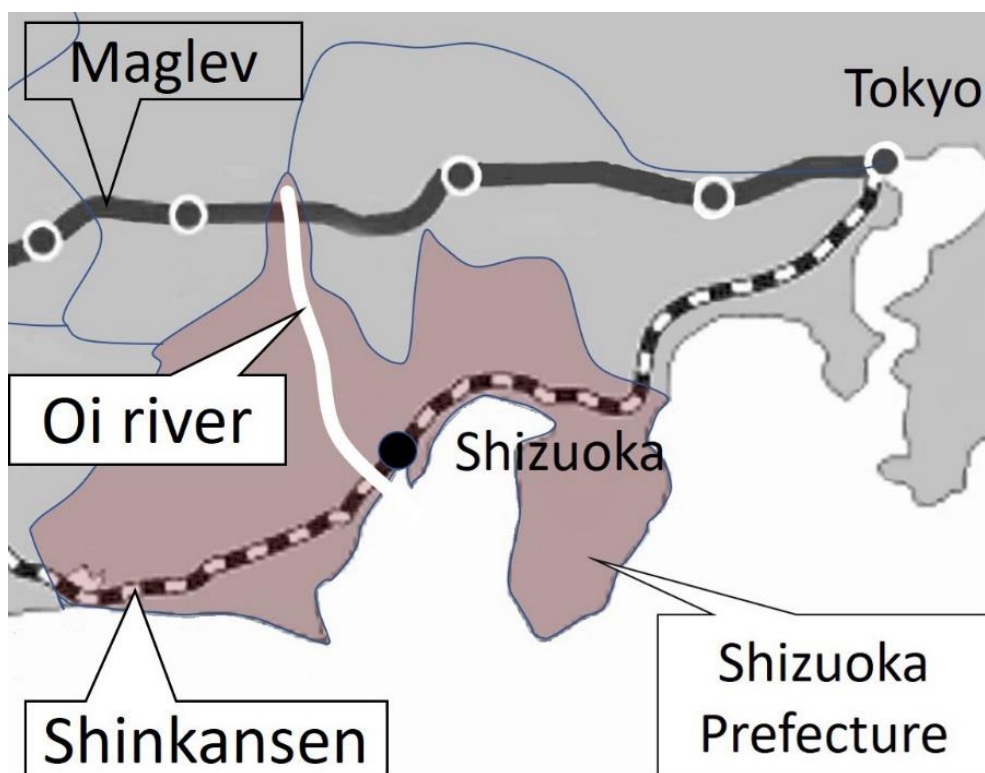 Maglev
Tokyo
Oi river
Shizuoka
Shizuoka
Prefecture
Shinkansen